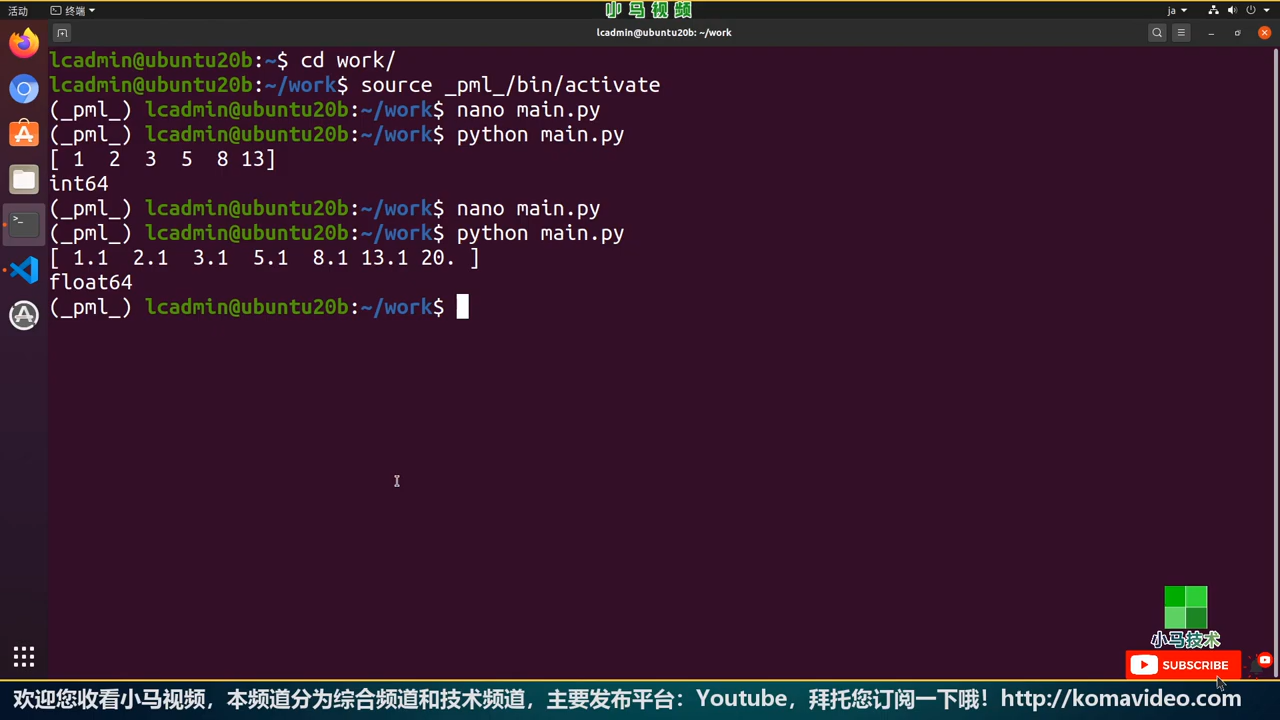 小马视频
活动 终端 ja
lcadmin@ubuntu20b: ~/work
lcadmin@ubuntu20b:~$ cd work/
lcadmin@ubuntu20b:~/work$ source _pml_/bin/activate
(_pml_) lcadmin@ubuntu20b:~/work$ nano main.py
(_pml_) lcadmin@ubuntu20b:~/work$ python main.py
[ 1  2  3  5  8 13]
int64
(_pml_) lcadmin@ubuntu20b:~/work$ nano main.py
(_pml_) lcadmin@ubuntu20b:~/work$ python main.py
[ 1.1  2.1  3.1  5.1  8.1 13.1 20. ]
float64
(_pml_) lcadmin@ubuntu20b:~/work$
小马技术
SUBSCRIBE
欢迎您收看小马视频，本频道分为综合频道和技术频道，主要发布平台：Youtube，拜托您订阅一下哦！http://komavideo.com